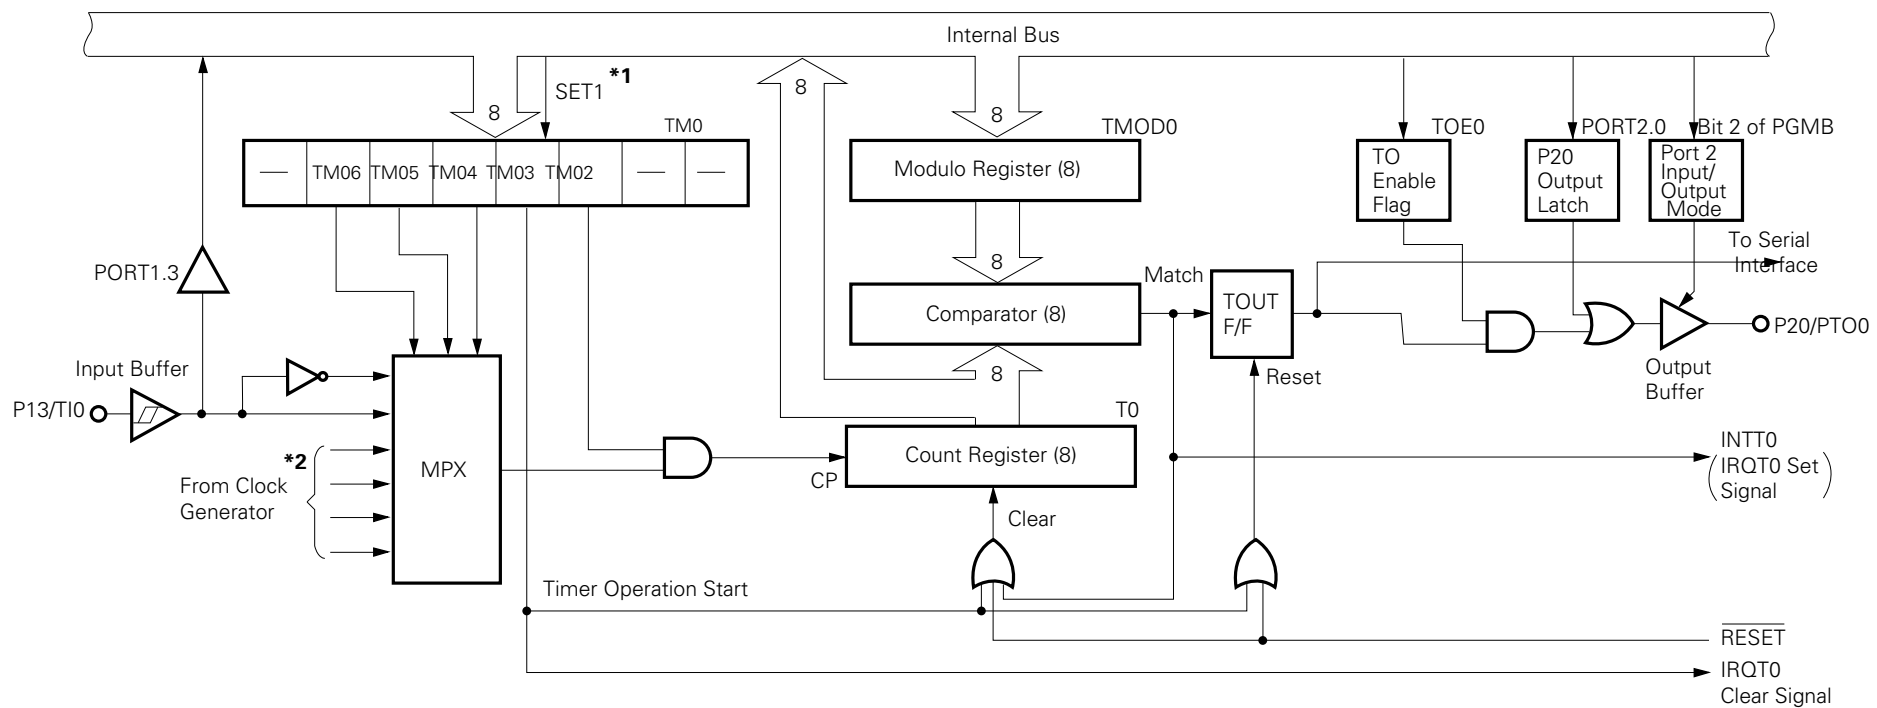 Internal Bus
*1
SET1
8
8
8
TM0
TMOD0
TOE0
PORT2.0
Bit 2 of PGMB
— TM06 TM05 TM04 TM03 TM02 — —
Modulo Register (8)
TO
Enable
Flag
P20
Output
Latch
Port 2
Input/
Output
Mode
To Serial
Interface
PORT1.3
8
Match
Comparator (8)
TOUT
F/F
P20/PTO0
Output
Buffer
Input Buffer
8
Reset
P13/TI0
T0
*2
From Clock
Generator
MPX
CP
Count Register (8)
INTT0
IRQT0 Set
Signal
Clear
Timer Operation Start
RESET
IRQT0
Clear Signal